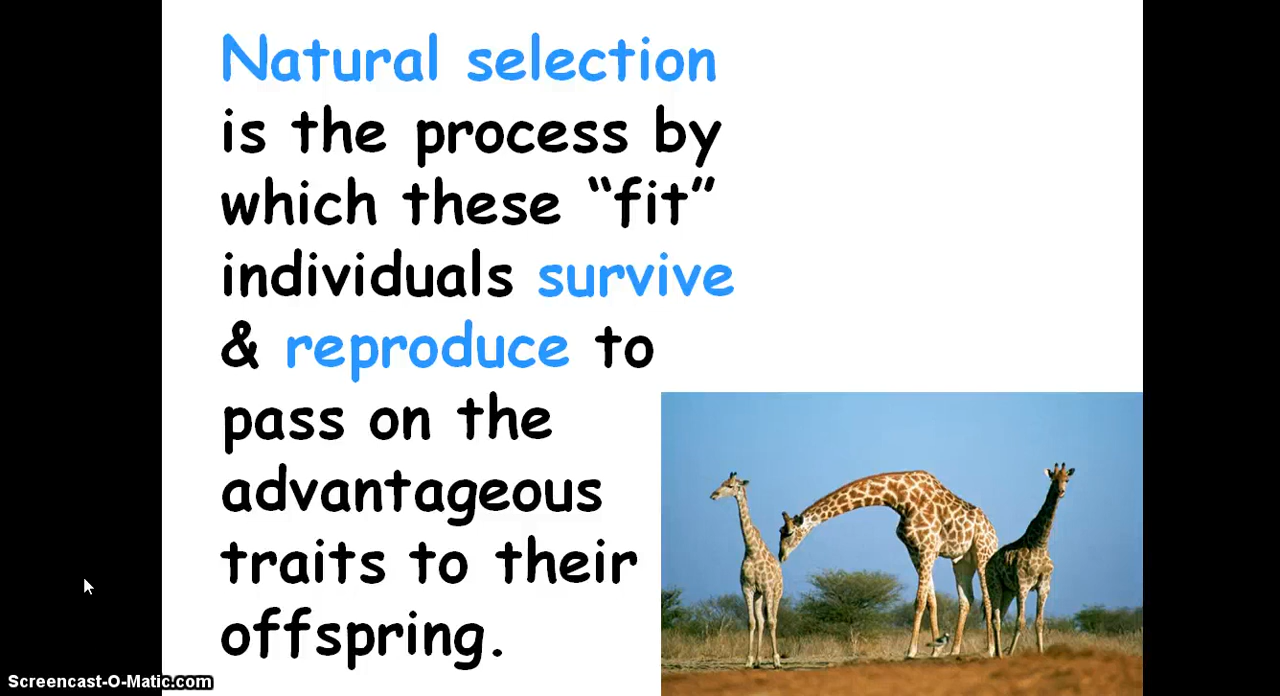 Natural selection
is the process by
which these “fit”
individuals survive
& reproduce to
pass on the
advantageous
traits to their
offspring.
Screencast-O-Matic.com